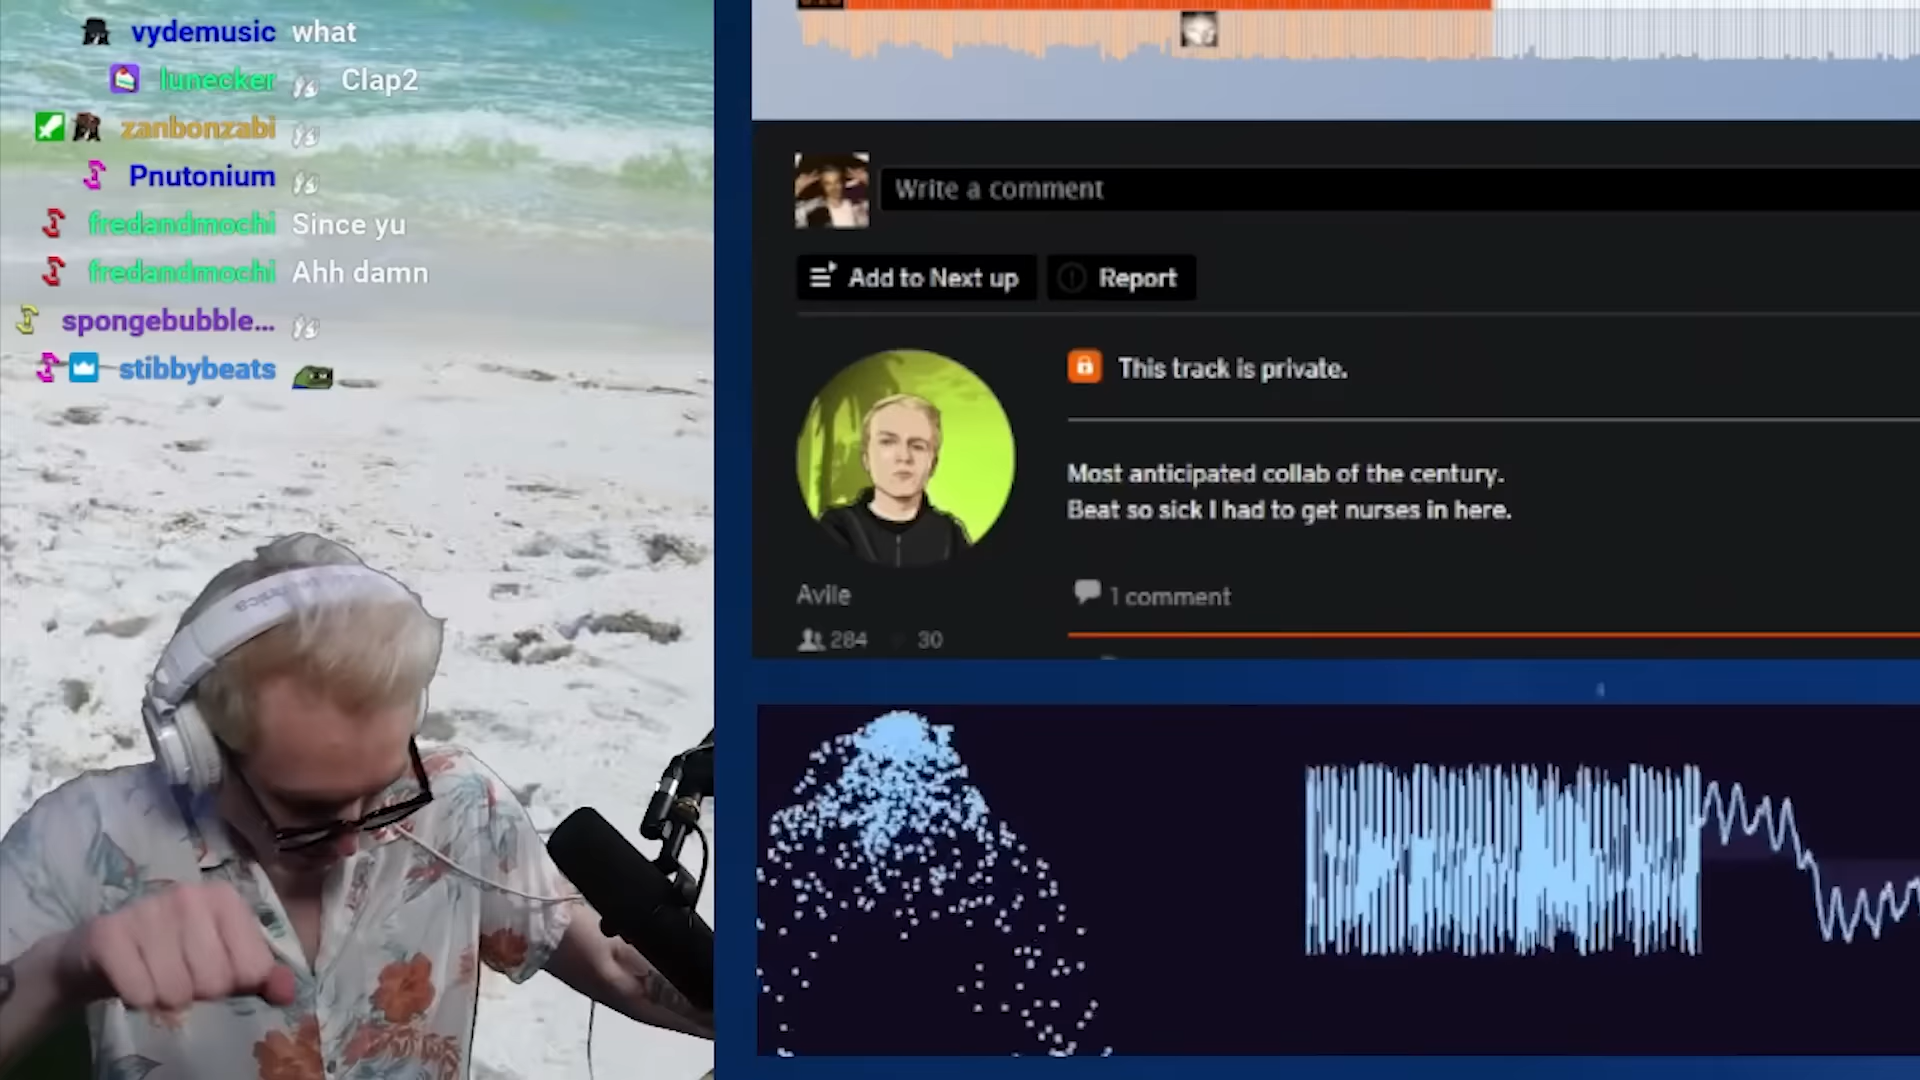 vydemusic what
lunecker Clap2
zanbonzabi
Pnutonium
fredandmochi Since yu
fredandmochi Ahh damn
spongebubble...
stibbybeats
Write a comment
Add to Next up
Report
This track is private.
Most anticipated collab of the century.
Beat so sick I had to get nurses in here.
Avile
1 comment
284 30